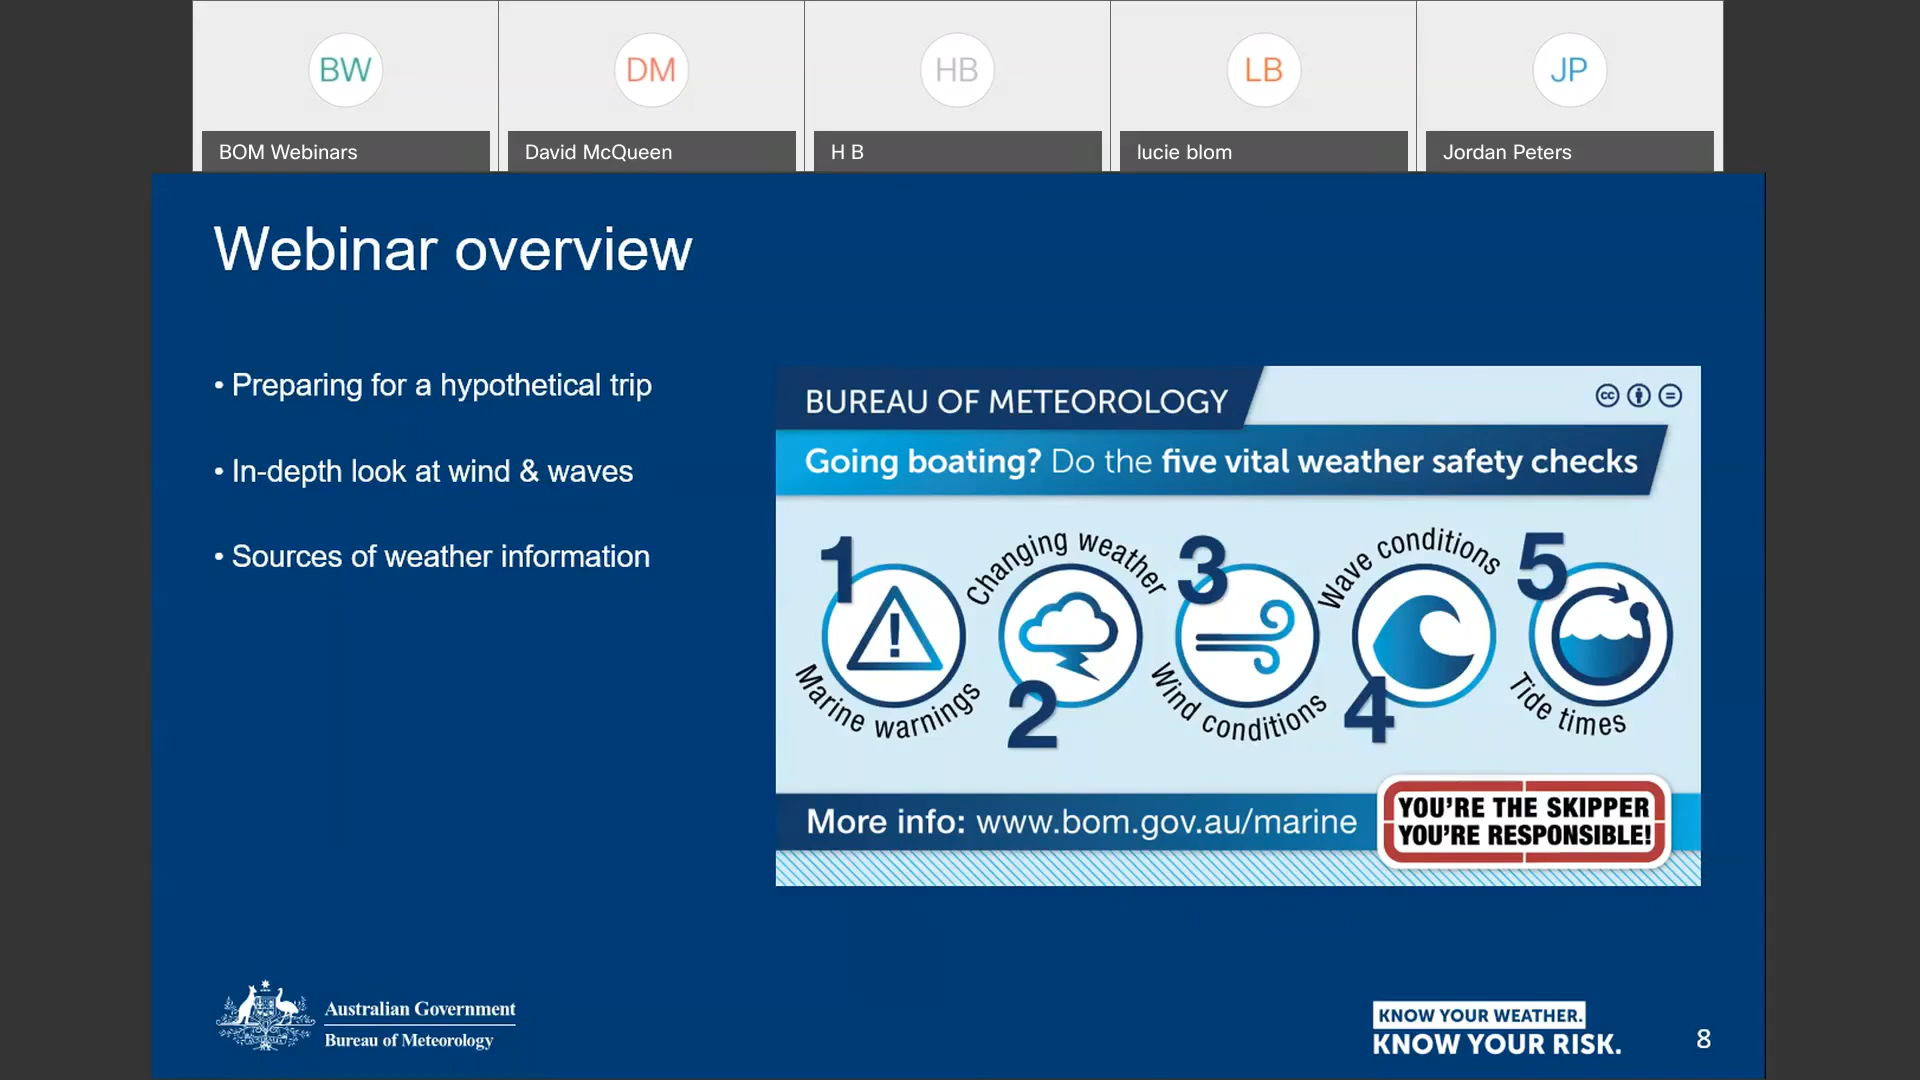 BW
DM
HB
LB
JP
BOM Webinars
David McQueen
H B
lucie blom
Jordan Peters
Webinar overview
• Preparing for a hypothetical trip
• In-depth look at wind & waves
• Sources of weather information
BUREAU OF METEOROLOGY
cc
Going boating? Do the five vital weather safety checks
1
Marine warnings
Changing weather
2
3
Wind conditions
Wave conditions
4
5
Tide times
More info: www.bom.gov.au/marine
YOU'RE THE SKIPPER
YOU'RE RESPONSIBLE!
Australian Government
Bureau of Meteorology
KNOW YOUR WEATHER.
KNOW YOUR RISK.
8